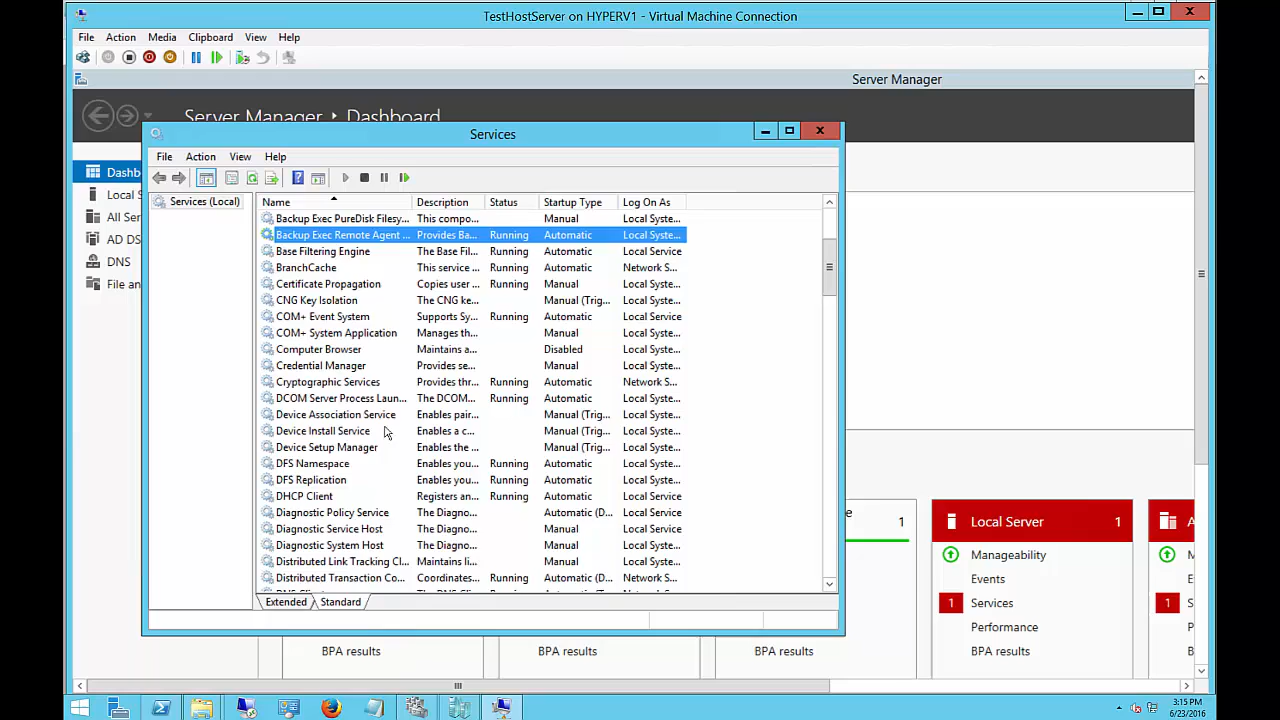 TestHostServer on HYPERV1 - Virtual Machine Connection
File Action Media Clipboard View Help
Server Manager
Server Manager • Dashboard
Dashb
Local S
All Ser
AD DS
DNS
File an
Services
File Action View Help
Services (Local)
Name Description Status Startup Type Log On As
Backup Exec PureDisk Filesy... This compo... Manual Local Syste...
Backup Exec Remote Agent ... Provides Ba... Running Automatic Local Syste...
Base Filtering Engine The Base Fil... Running Automatic Local Service
BranchCache This service ... Running Automatic Network S...
Certificate Propagation Copies user ... Running Manual Local Syste...
CNG Key Isolation The CNG ke... Manual (Trig... Local Syste...
COM+ Event System Supports Sy... Running Automatic Local Service
COM+ System Application Manages th... Manual Local Syste...
Computer Browser Maintains a... Disabled Local Syste...
Credential Manager Provides se... Manual Local Syste...
Cryptographic Services Provides thr... Running Automatic Network S...
DCOM Server Process Laun... The DCOM... Running Automatic Local Syste...
Device Association Service Enables pair... Manual (Trig... Local Syste...
Device Install Service Enables a c... Manual (Trig... Local Syste...
Device Setup Manager Enables the ... Manual (Trig... Local Syste...
DFS Namespace Enables you... Running Automatic Local Syste...
DFS Replication Enables you... Running Automatic Local Syste...
DHCP Client Registers an... Running Automatic Local Service
Diagnostic Policy Service The Diagno... Automatic (D... Local Service
Diagnostic Service Host The Diagno... Manual Local Service
Diagnostic System Host The Diagno... Manual Local Syste...
Distributed Link Tracking Cl... Maintains li... Manual Local Syste...
Distributed Transaction Co... Coordinates... Running Automatic (D... Network S...
Extended Standard
e 1
Local Server 1
Manageability
Events
1 Services
Performance
BPA results
A
M
E
1 S
P
B
BPA results BPA results BPA results
3:15 PM
6/23/2016